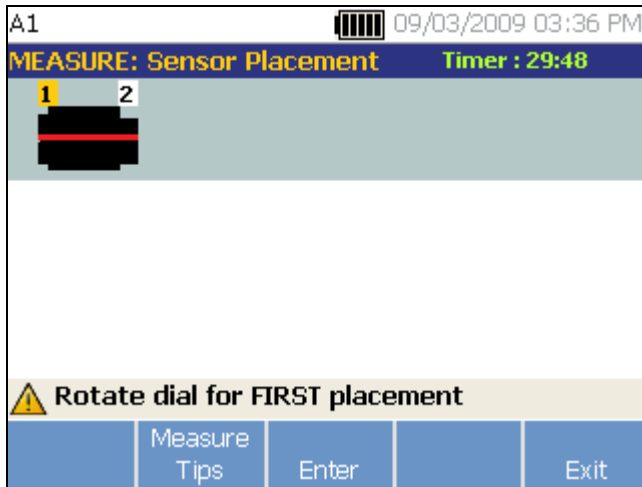 A1 09/03/2009 03:36 PM
MEASURE: Sensor Placement Timer : 29:48
1 2
Rotate dial for FIRST placement
Measure
Tips Enter Exit